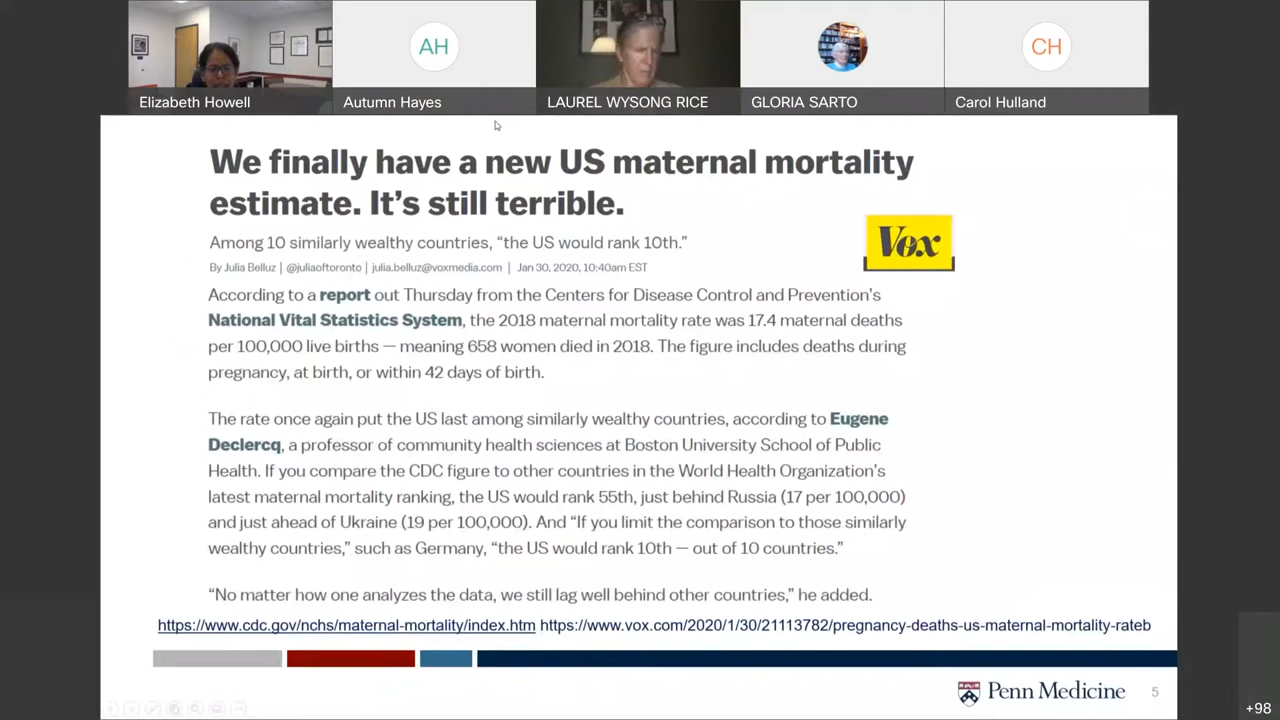 AH
CH
Elizabeth Howell
Autumn Hayes
LAUREL WYSONG RICE
GLORIA SARTO
Carol Hulland
We finally have a new US maternal mortality
estimate. It's still terrible.
Among 10 similarly wealthy countries, “the US would rank 10th.”
Vox
By Julia Belluz | @juliaoftoronto | julia.belluz@voxmedia.com | Jan 30, 2020, 10:40am EST
According to a report out Thursday from the Centers for Disease Control and Prevention's
National Vital Statistics System, the 2018 maternal mortality rate was 17.4 maternal deaths
per 100,000 live births — meaning 658 women died in 2018. The figure includes deaths during
pregnancy, at birth, or within 42 days of birth.
The rate once again put the US last among similarly wealthy countries, according to Eugene
Declercq, a professor of community health sciences at Boston University School of Public
Health. If you compare the CDC figure to other countries in the World Health Organization's
latest maternal mortality ranking, the US would rank 55th, just behind Russia (17 per 100,000)
and just ahead of Ukraine (19 per 100,000). And “If you limit the comparison to those similarly
wealthy countries,” such as Germany, “the US would rank 10th — out of 10 countries.”
“No matter how one analyzes the data, we still lag well behind other countries,” he added.
https://www.cdc.gov/nchs/maternal-mortality/index.htm https://www.vox.com/2020/1/30/21113782/pregnancy-deaths-us-maternal-mortality-rateb
Penn Medicine
5
+98